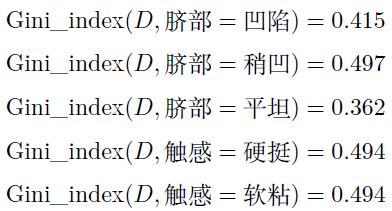 Gini_index(D, 脐部 = 凹陷) = 0.415
Gini_index(D, 脐部 = 稍凹) = 0.497
Gini_index(D, 脐部 = 平坦) = 0.362
Gini_index(D, 触感 = 硬挺) = 0.494
Gini_index(D, 触感 = 软粘) = 0.494